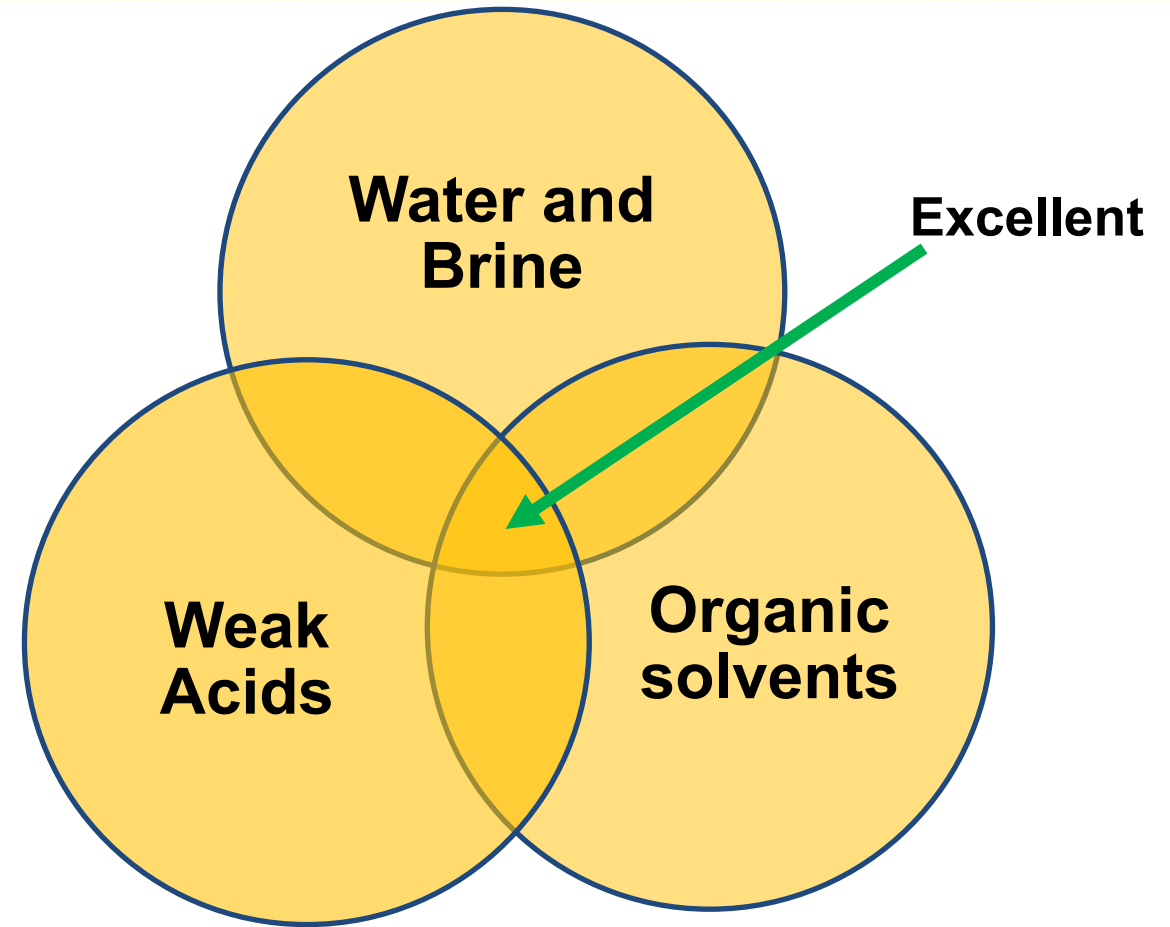 Water and
Brine
Excellent
Weak
Acids
Organic
solvents